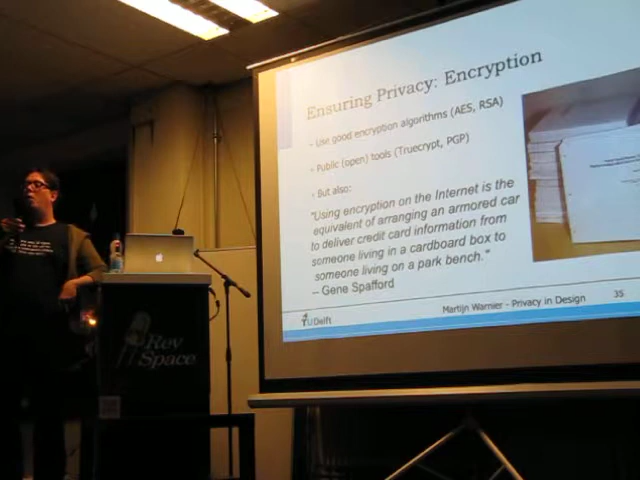 Ensuring Privacy: Encryption
- Use good encryption algorithms (AES, RSA)
- Public (open) tools (Truecrypt, PGP)
- But also:
"Using encryption on the Internet is the
equivalent of arranging an armored car
to deliver credit card information from
someone living in a cardboard box to
someone living on a park bench."
– Gene Spafford
TU Delft
Martijn Warnier - Privacy in Design
35
Rev
Space